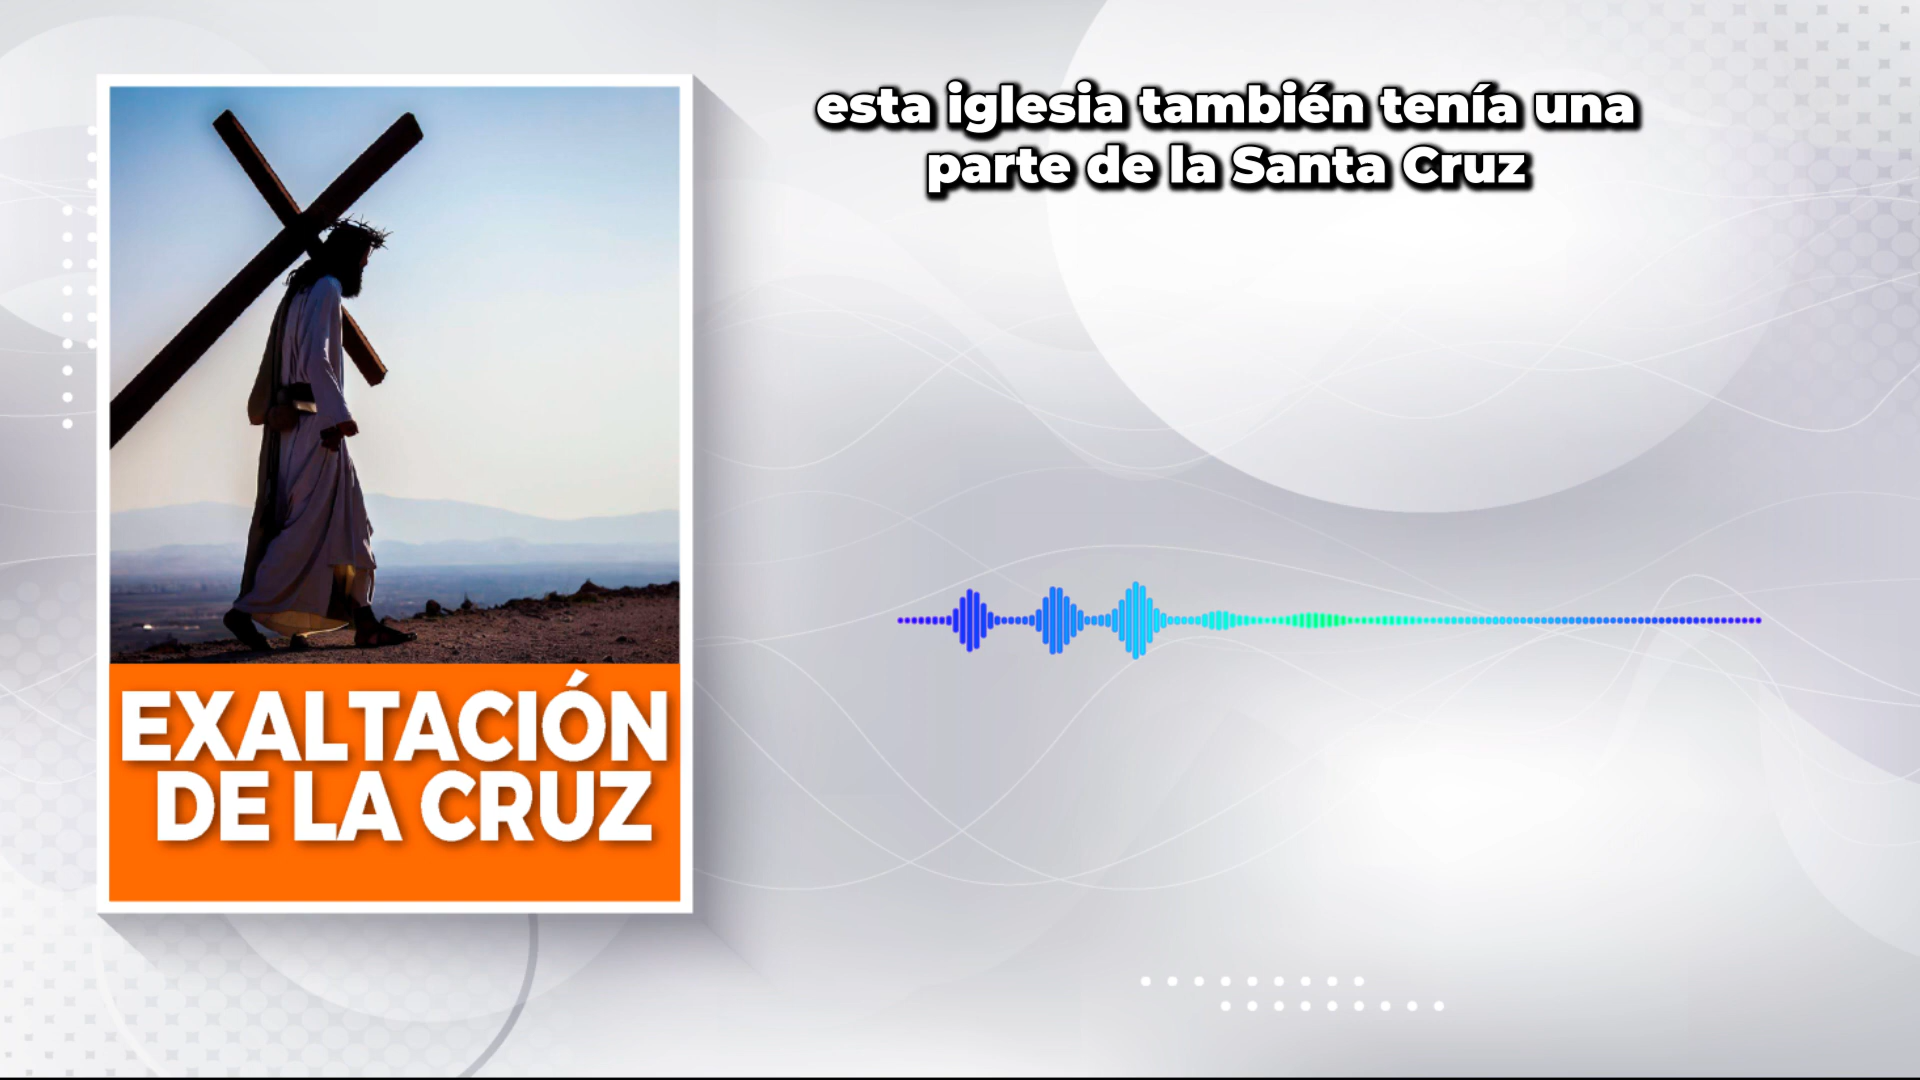 esta iglesia también tenía una
parte de la Santa Cruz
EXALTACIÓN
DE LA CRUZ